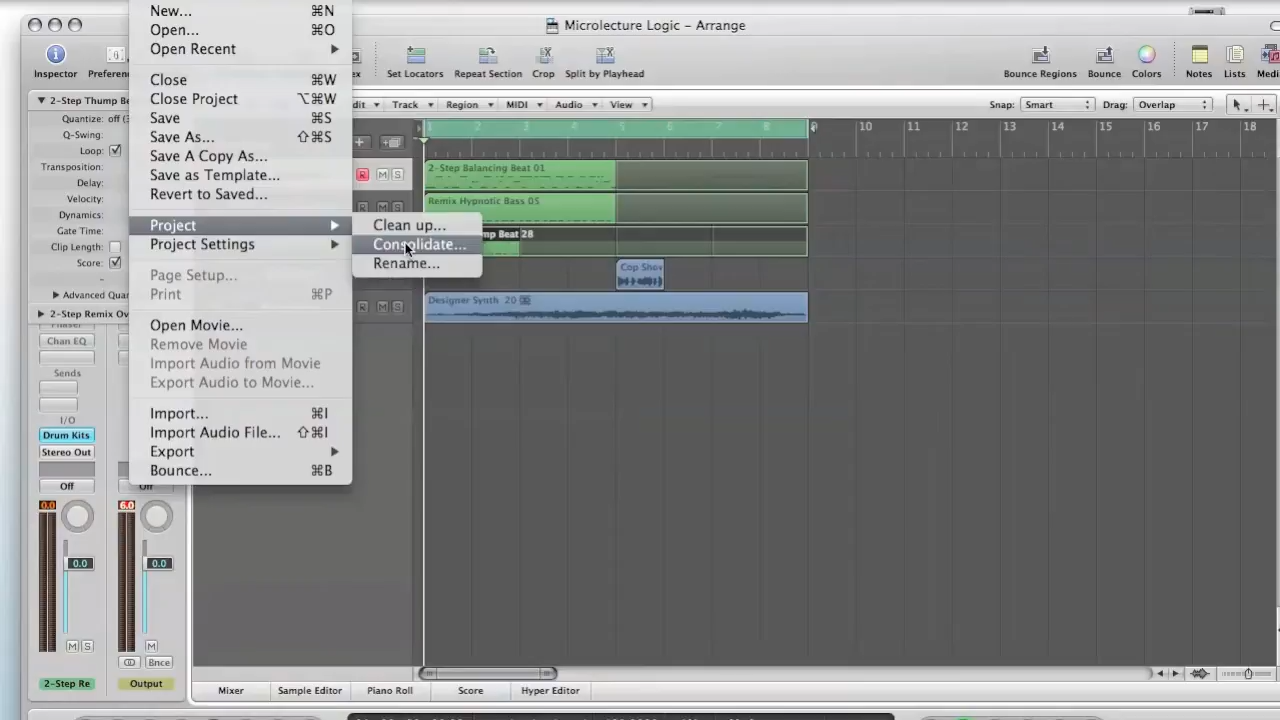 New... ⌘N
Open... ⌘O
Open Recent
Close ⌘W
Close Project ⌥⌘W
Save ⌘S
Save As... ⇧⌘S
Save A Copy As...
Save as Template...
Revert to Saved...
Project
Project Settings
Page Setup...
Print ⌘P
Open Movie...
Remove Movie
Import Audio from Movie
Export Audio to Movie...
Import... ⌘I
Import Audio File... ⇧⌘I
Export
Bounce... ⌘B
Clean up...
Consolidate...
Rename...
Microlecture Logic – Arrange
Inspector
Set Locators
Repeat Section
Crop
Split by Playhead
Bounce Regions
Bounce
Colors
Notes
Lists
Track
Region
MIDI
Audio
View
Snap: Smart
Drag: Overlap
1 2 3 4 5 6 7 8 9 10 11 12 13 14 15 16 17 18
2-Step Thump
Quantize: off
Q-Swing:
Loop:
Transposition:
Delay:
Velocity:
Dynamics:
Gate Time:
Clip Length:
Score:
Advanced
2-Step Remix
Chan EQ
Sends
I/O
Drum Kits
Stereo Out
Off
Off
0.0
6.0
0.0
0.0
M S
M
Bnce
2-Step Re
Output
R M S
R M S
R M S
2-Step Balancing Beat 01
Remix Hypnotic Bass 05
Beat 28
Cop Show
Designer Synth 20
Mixer
Sample Editor
Piano Roll
Score
Hyper Editor